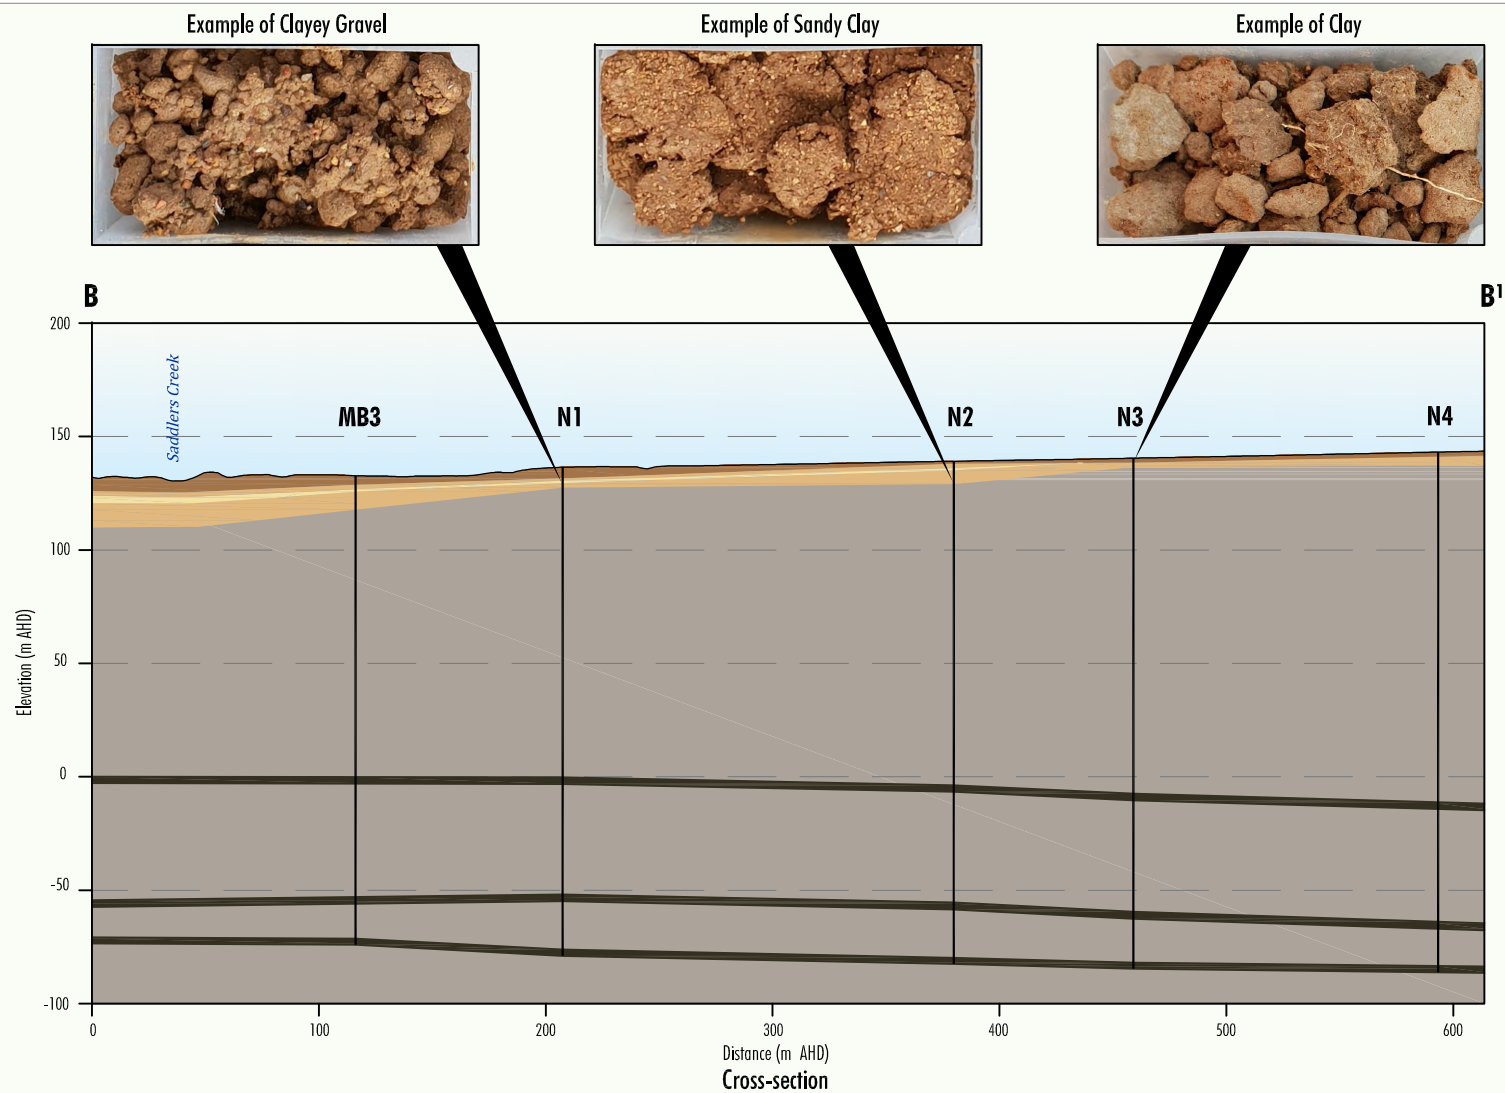 Example of Clayey Gravel
Example of Sandy Clay
Example of Clay
B
B¹
200
150
100
50
0
-50
-100
Elevation (m AHD)
Saddlers Creek
MB3
N1
N2
N3
N4
0
100
200
300
400
500
600
Distance (m AHD)
Cross-section